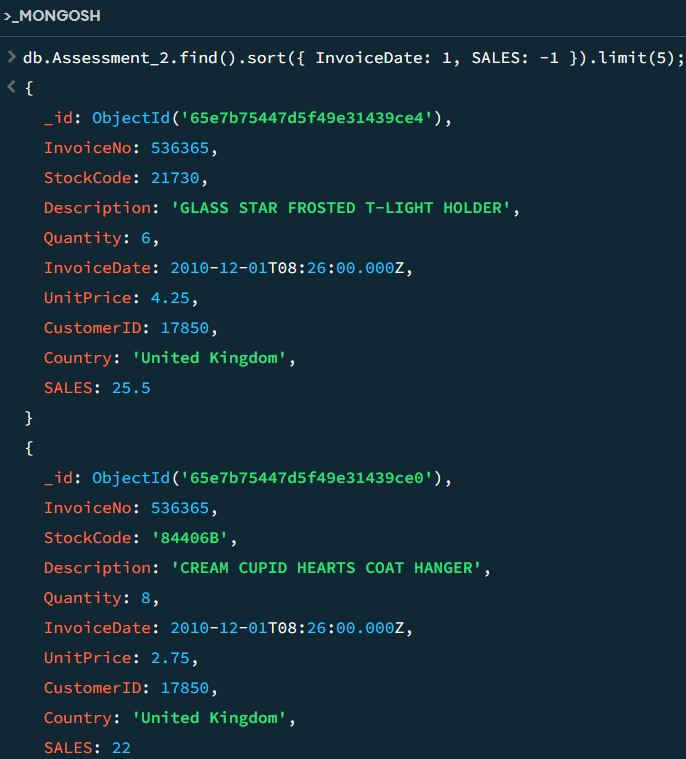 >_MONGOSH
> db.Assessment_2.find().sort({ InvoiceDate: 1, SALES: -1 }).limit(5);
< {
_id: ObjectId('65e7b75447d5f49e31439ce4'),
InvoiceNo: 536365,
StockCode: 21730,
Description: 'GLASS STAR FROSTED T-LIGHT HOLDER',
Quantity: 6,
InvoiceDate: 2010-12-01T08:26:00.000Z,
UnitPrice: 4.25,
CustomerID: 17850,
Country: 'United Kingdom',
SALES: 25.5
}
{
_id: ObjectId('65e7b75447d5f49e31439ce0'),
InvoiceNo: 536365,
StockCode: '84406B',
Description: 'CREAM CUPID HEARTS COAT HANGER',
Quantity: 8,
InvoiceDate: 2010-12-01T08:26:00.000Z,
UnitPrice: 2.75,
CustomerID: 17850,
Country: 'United Kingdom',
SALES: 22